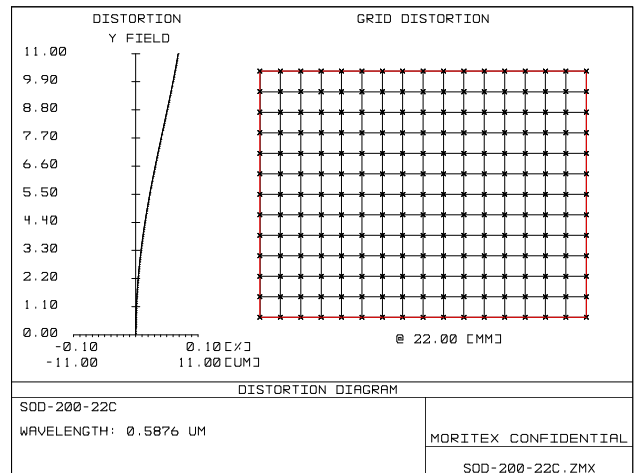 DISTORTION
Y FIELD
11.00
9.90
8.80
7.70
6.60
5.50
4.40
3.30
2.20
1.10
0.00
-0.10 0.10[%]
-11.00 11.00[UM]
GRID DISTORTION
@ 22.00 [MM]
DISTORTION DIAGRAM
SOD-200-22C
WAVELENGTH: 0.5876 UM
MORITEX CONFIDENTIAL
SOD-200-22C.ZMX